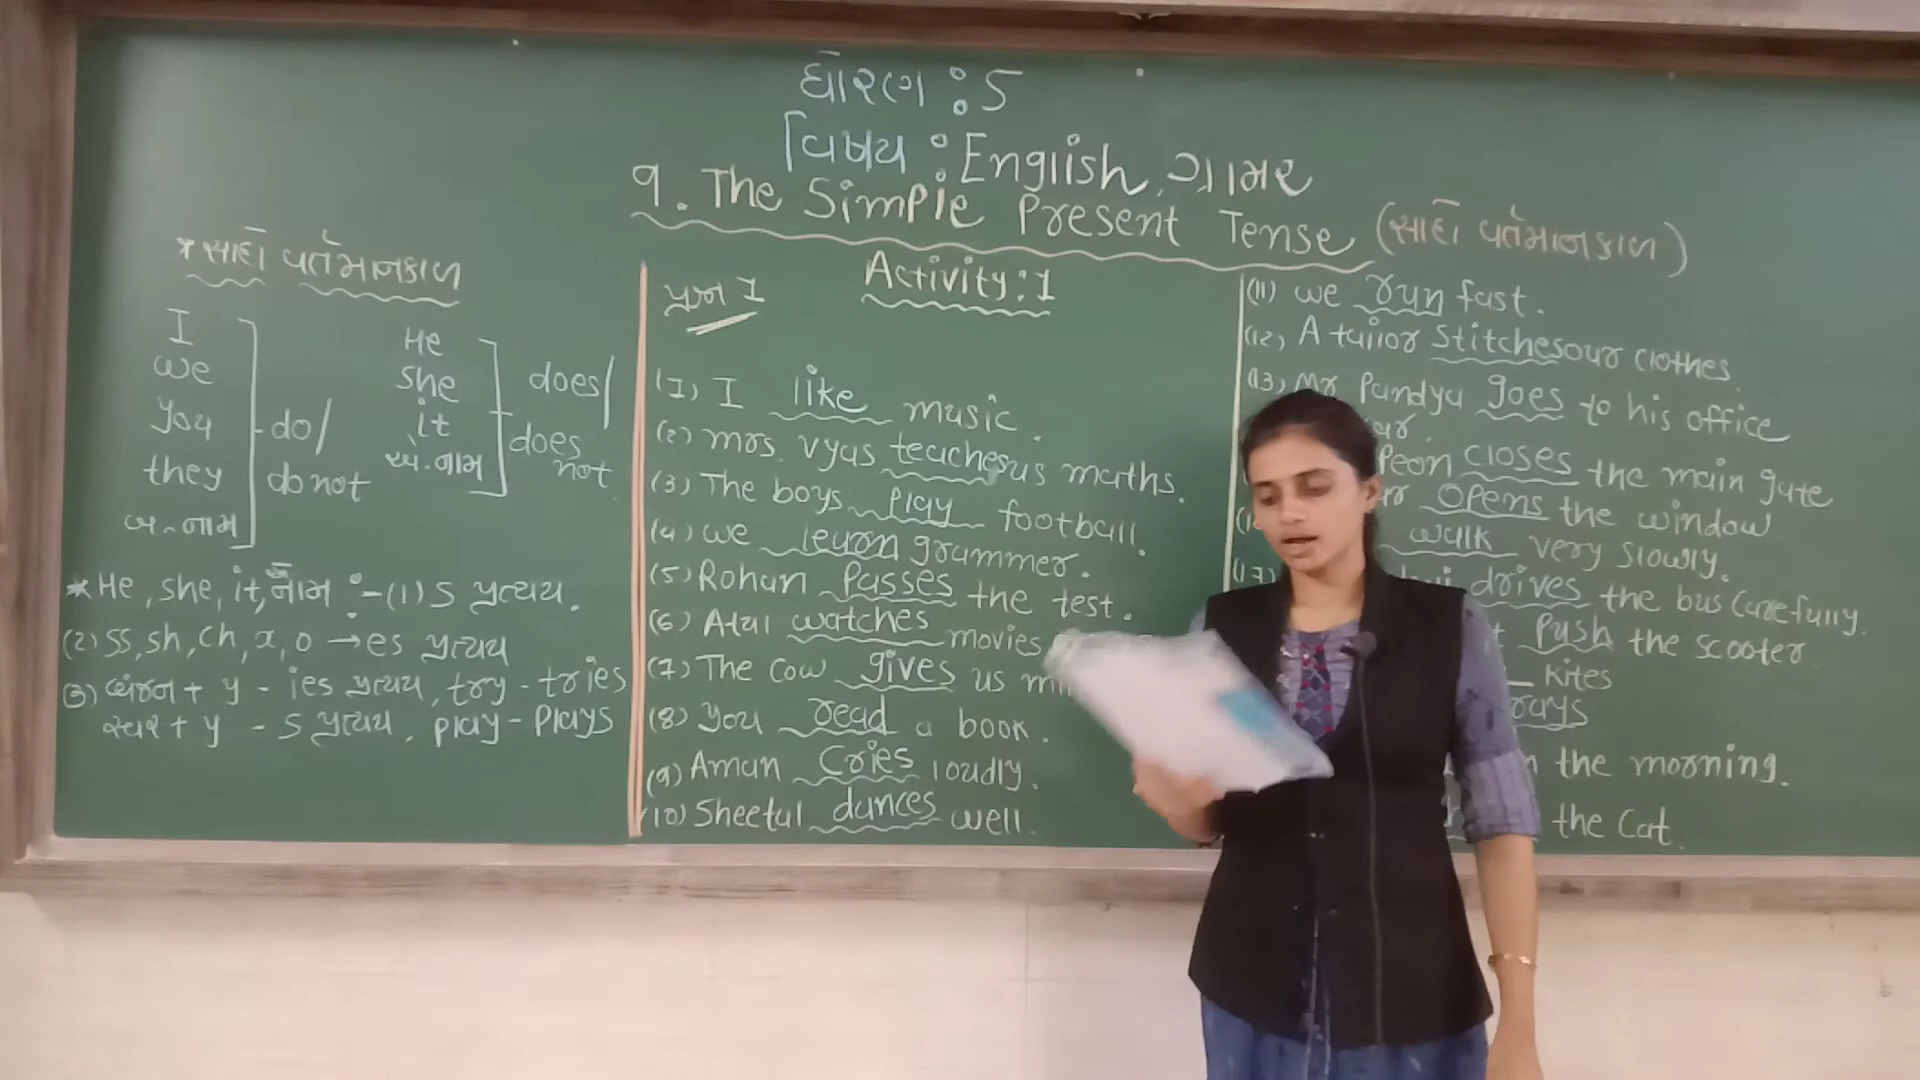 ધોરણ : 5
વિષય : English, ગ્રામર
9. The Simple Present Tense (સાદો વર્તમાનકાળ)
* સાદો વર્તમાનકાળ
I
we
you
they
બ.નામ
do/
do not
He
she
it
એ.નામ
does/
does not
* He, she, it, એ નામ :- (1) s પ્રત્યય.
(2) ss, sh, ch, x, o → es પ્રત્યય
(3) વ્યંજન + y - ies પ્રત્યય, try - tries
સ્વર + y - s પ્રત્યય, play - plays
Activity : 1
પ્રશ્ન 1
(1) I like music.
(2) mrs. vyas teaches us maths.
(3) The boys play football.
(4) we learn grammer.
(5) Rohan passes the test.
(6) Atal watches movies
(7) The cow gives us
(8) you read a book.
(9) Aman cries loudly.
(10) Sheetal dances well.
(11) we run fast.
(12) A tailor stitches our clothes.
(13) Mr Pandya goes to his office
Peon closes the main gate
opens the window
walk very slowly.
(17) drives the bus carefully.
push the scooter.
kites
the morning.
the cat.